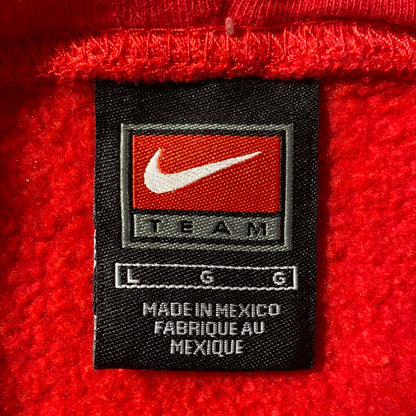 TEAM
L G G
MADE IN MEXICO
FABRIQUE AU
MEXIQUE